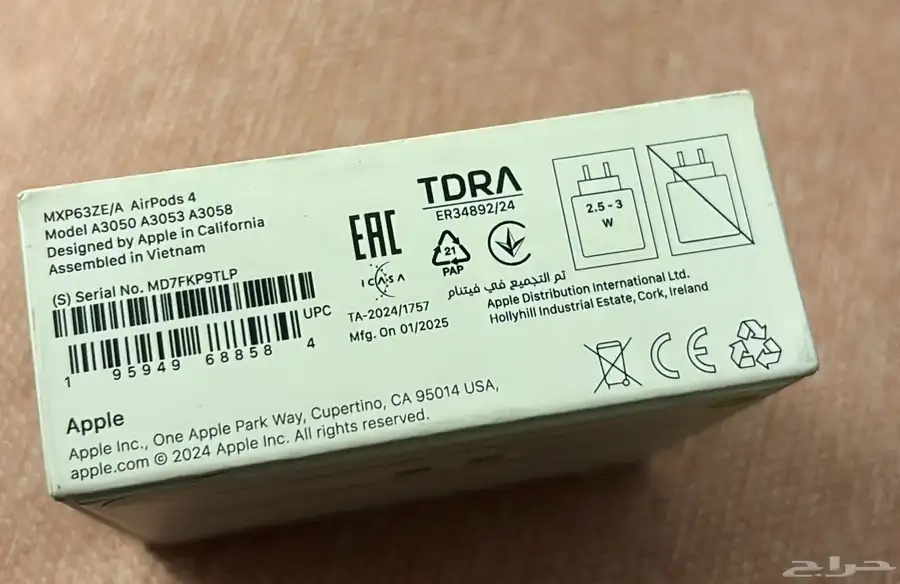 MXP63ZE/A AirPods 4
Model A3050 A3053 A3058
Designed by Apple in California
Assembled in Vietnam
(S) Serial No. MD7FKP9TLP
UPC
1 95949 68858 4
EAC
ICASA
TA-2024/1757
Mfg. On 01/2025
TDRA
ER34892/24
21
PAP
تم التجميع في فيتنام
Apple Distribution International Ltd.
Hollyhill Industrial Estate, Cork, Ireland
2.5 - 3
W
CE
Apple
Apple Inc., One Apple Park Way, Cupertino, CA 95014 USA,
apple.com © 2024 Apple Inc. All rights reserved.
حراج